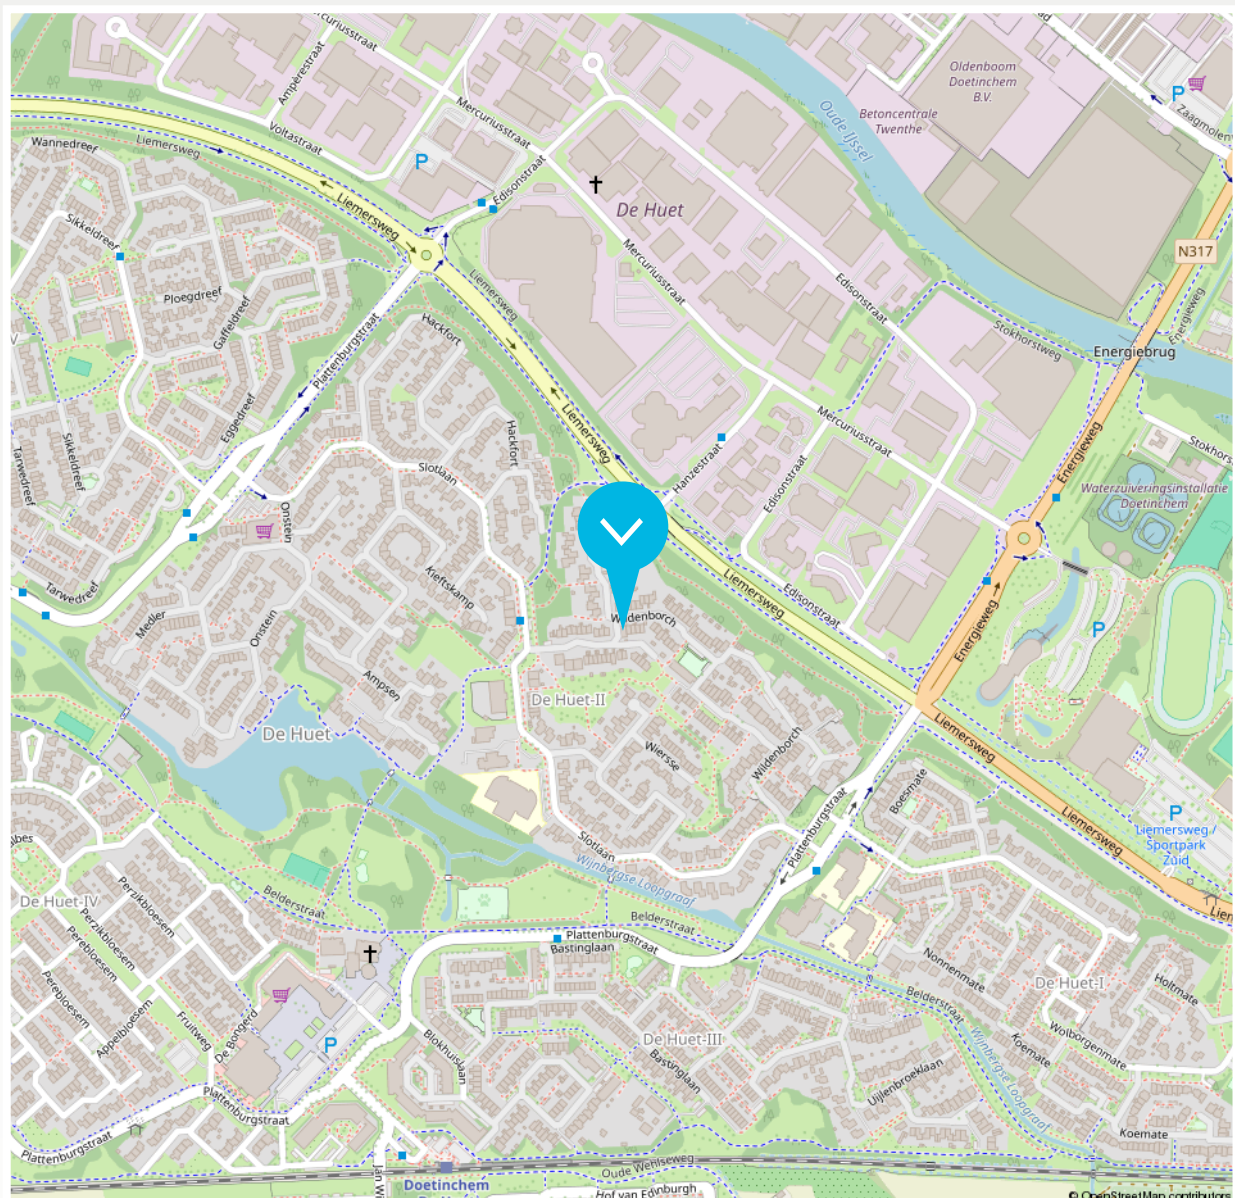 Mercuriusstraat
Ampèrestraat
Voltastraat
Mercuriusstraat
Wannedreef
Liemersweg
P
Edisonstraat
Liemersweg
Sikkeldreef
De Huet
Oude IJssel
Oldenboom
Doetinchem
B.V.
Betoncentrale
Twenthe
P
N317
Energieweg
Energiebrug
Ploegdreef
Gaffeldreef
Plattenburgstraat
Hackfort
Liemersweg
Mercuriusstraat
Edisonstraat
Stokhorstweg
Eggedreef
Sikkeldreef
Tarwedreef
Hackfort
Slotlaan
Liemersweg
Mercuriusstraat
Energieweg
Hanzestraat
Edisonstraat
Waterzuiveringsinstallatie
Doetinchem
Onstein
Kieftskamp
Tarwedreef
Medler
Onstein
Ampsen
Wildenborch
Liemersweg
Edisonstraat
Energieweg
P
De Huet-II
De Huet
Wiersse
Wildenborch
Liemersweg
Boesmate
Liemersweg
P
Liemersweg /
Sportpark
Zuid
Plattenburgstraat
Slotlaan
Wijnbergse Loopgraaf
Belderstraat
De Huet-IV
Perzikbloesem
Perzikbloesem
Perebloesem
Perebloesem
Appelbloesem
Fruitweg
De Bongerd
P
Belderstraat
Plattenburgstraat
Bastinglaan
Nonnenmate
De Huet-I
Holtmate
Belderstraat
Wijnbergse Loopgraaf
Koemate
Wolborgenmate
De Huet-III
Bastinglaan
Blokhuislaan
Uijlenbroeklaan
Koemate
Plattenburgstraat
Plattenburgstraat
Oude Wehlseweg
Doetinchem
Hof van Edinburgh
© OpenStreetMap contributors